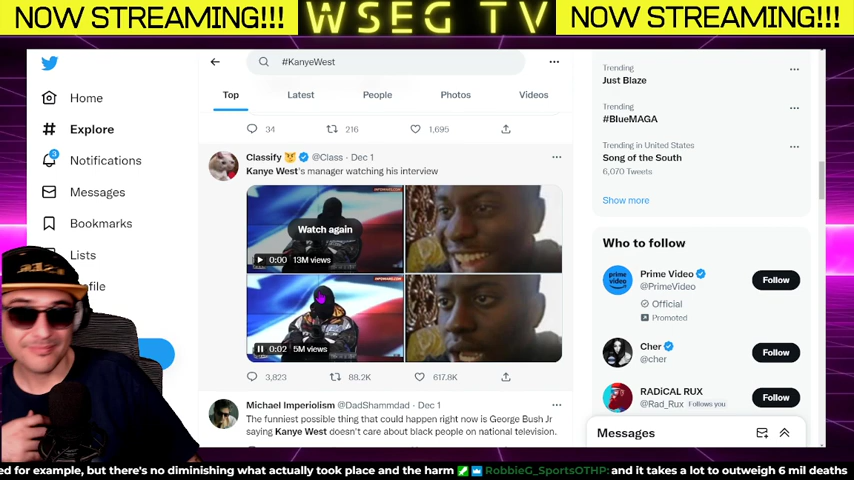 NOW STREAMING!!!
WSEG TV
NOW STREAMING!!!
#KanyeWest
Top
Latest
People
Photos
Videos
34
216
1,695
Classify @Class · Dec 1
Kanye West's manager watching his interview
Watch again
0:00 13M views
0:02 5M views
3,823
88.2K
617.8K
Michael Imperiolism @DadShammdad · Dec 1
The funniest possible thing that could happen right now is George Bush Jr
saying Kanye West doesn't care about black people on national television.
Home
Explore
3
Notifications
Messages
Bookmarks
Lists
ofile
Trending
Just Blaze
Trending
#BlueMAGA
Trending in United States
Song of the South
6,070 Tweets
Show more
Who to follow
prime video
Prime Video
@PrimeVideo
Official
Promoted
Follow
Cher
@cher
Follow
RADiCAL RUX
@Rad_Rux Follows you
Follow
Messages
ed for example, but there's no diminishing what actually took place and the harm RobbieG_SportsOTHP: and it takes a lot to outweigh 6 mil deaths